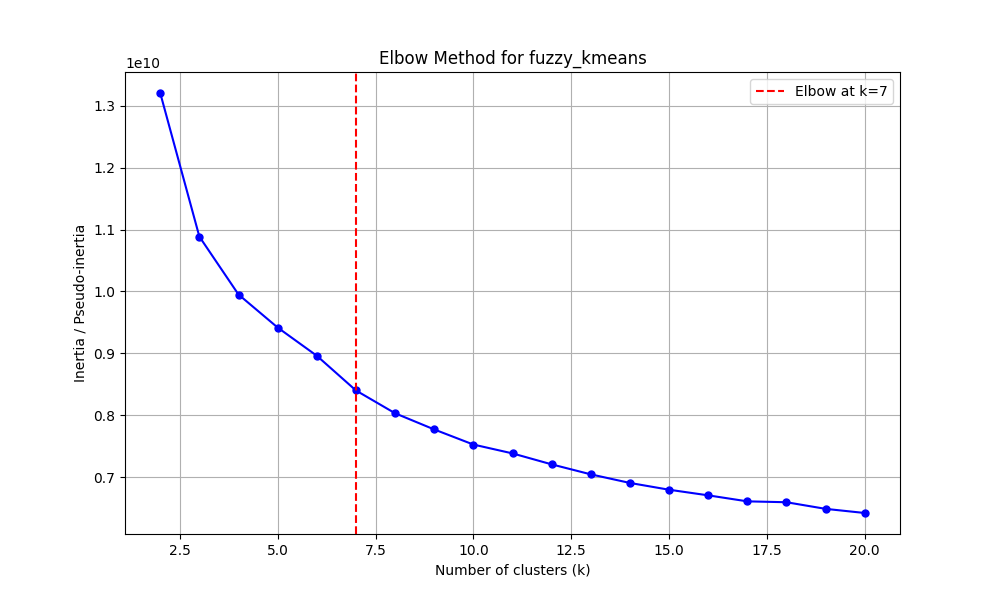 Elbow Method for fuzzy_kmeans
1e10
Elbow at k=7
1.3
1.2
1.1
1.0
0.9
0.8
0.7
Inertia / Pseudo-inertia
2.5 5.0 7.5 10.0 12.5 15.0 17.5 20.0
Number of clusters (k)